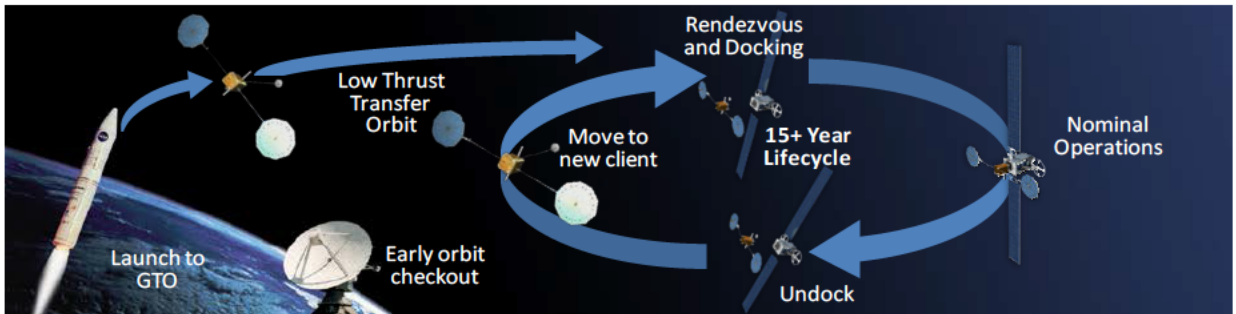 Launch to
GTO
Early orbit
checkout
Low Thrust
Transfer
Orbit
Move to
new client
Rendezvous
and Docking
15+ Year
Lifecycle
Nominal
Operations
Undock